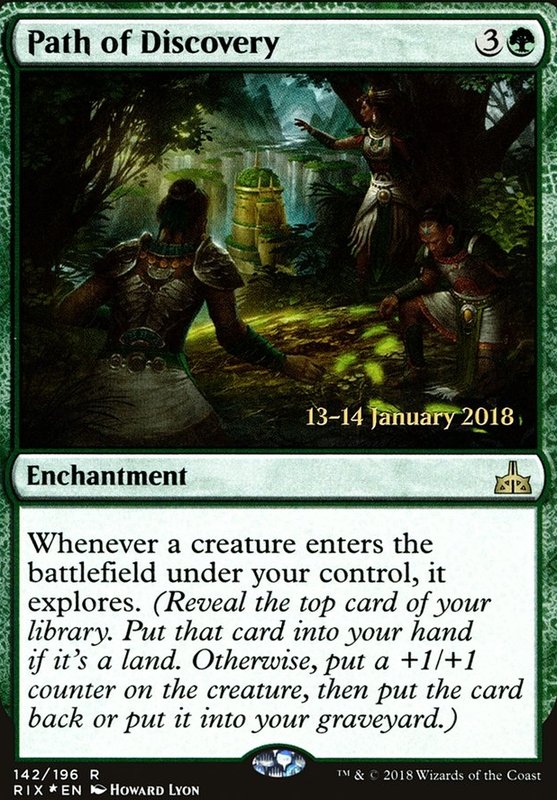 Path of Discovery 3
13–14 January 2018
Enchantment
Whenever a creature enters the
battlefield under your control, it
explores. (Reveal the top card of your
library. Put that card into your hand
if it's a land. Otherwise, put a +1/+1
counter on the creature, then put the card
back or put it into your graveyard.)
142/196 R
RIX★EN Howard Lyon
™ & © 2018 Wizards of the Coast